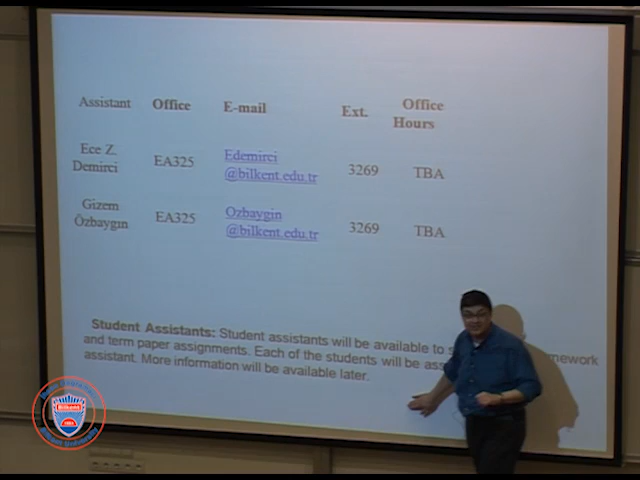 Assistant Office E-mail Ext. Office Hours
Ece Z. Demirci EA325 Edemirci @bilkent.edu.tr 3269 TBA
Gizem Özbaygın EA325 Ozbaygin @bilkent.edu.tr 3269 TBA
Student Assistants: Student assistants will be available to
and term paper assignments. Each of the students will be
assistant. More information will be available later.
Bilkent